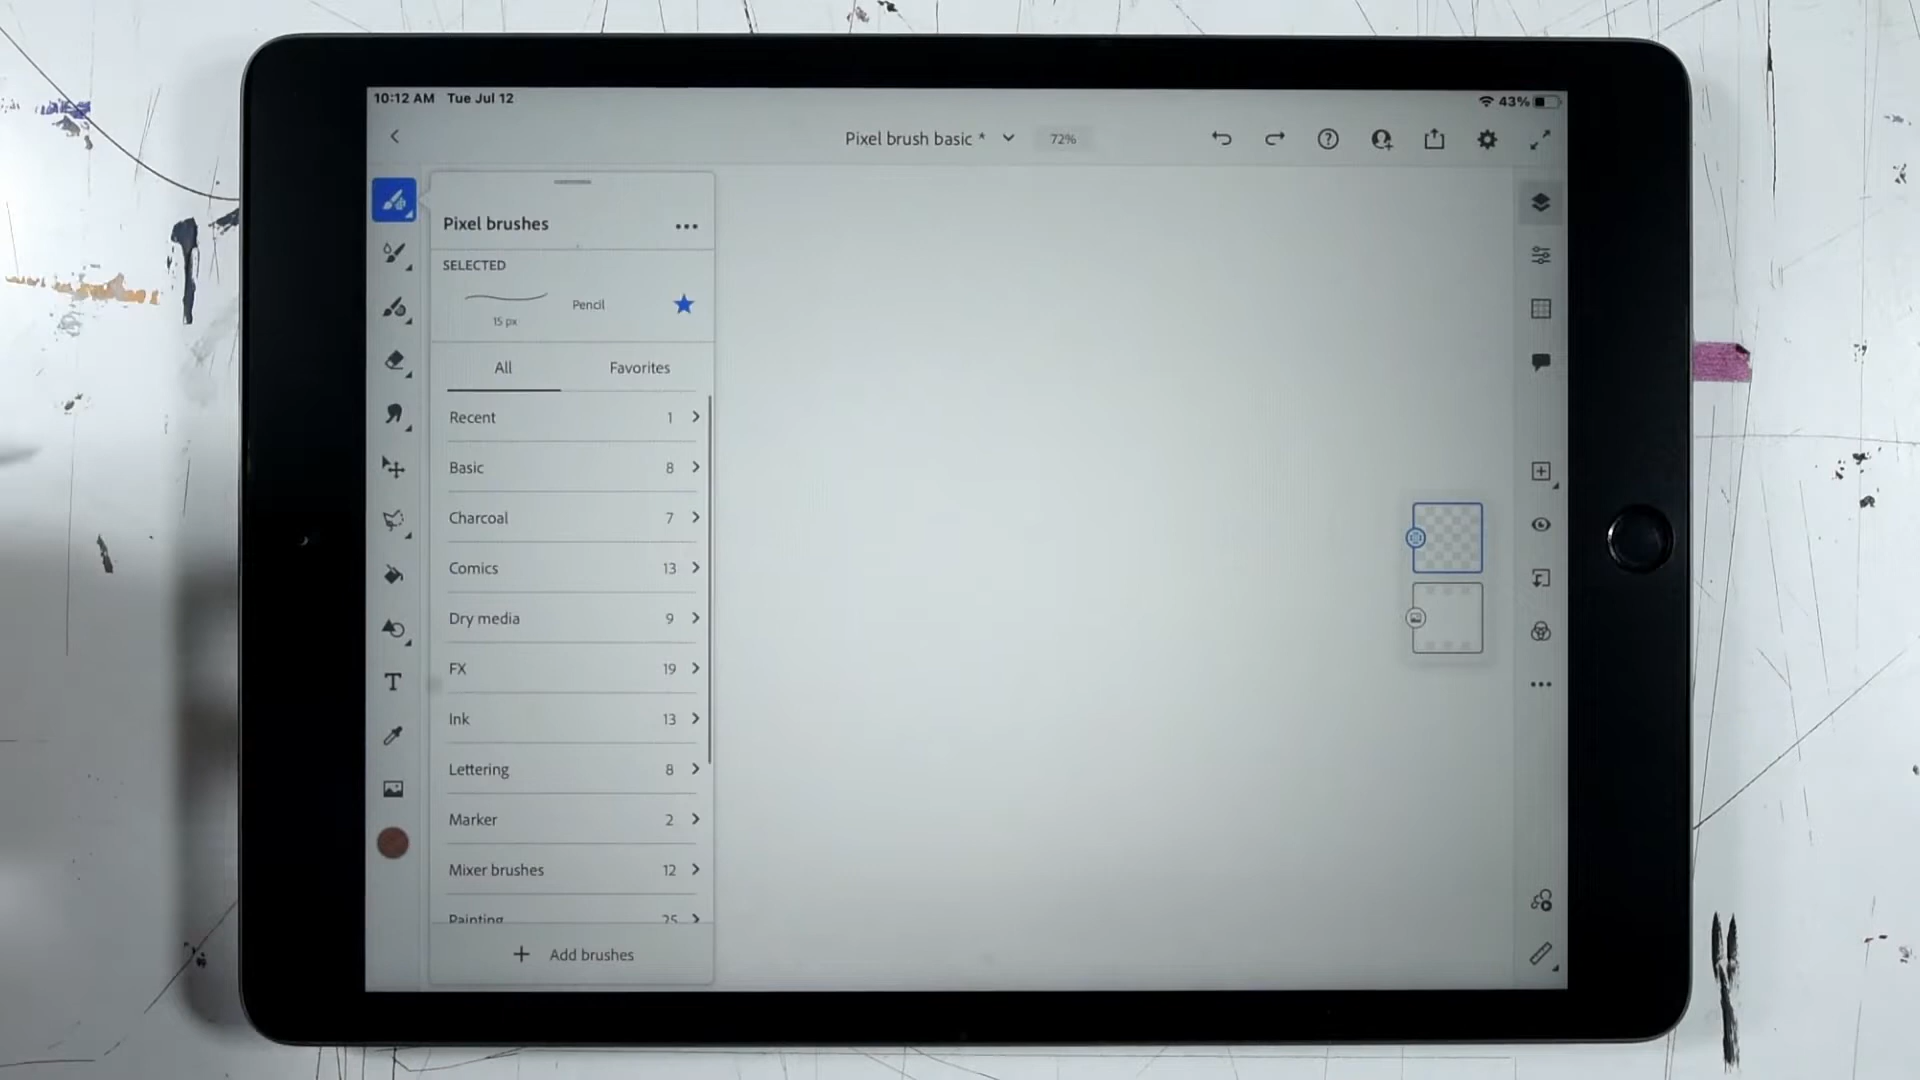 10:12 AM Tue Jul 12
43%
Pixel brush basic *
72%
Pixel brushes
SELECTED
Pencil
15 px
All
Favorites
Recent 1
Basic 8
Charcoal 7
Comics 13
Dry media 9
FX 19
Ink 13
Lettering 8
Marker 2
Mixer brushes 12
Painting 25
Add brushes